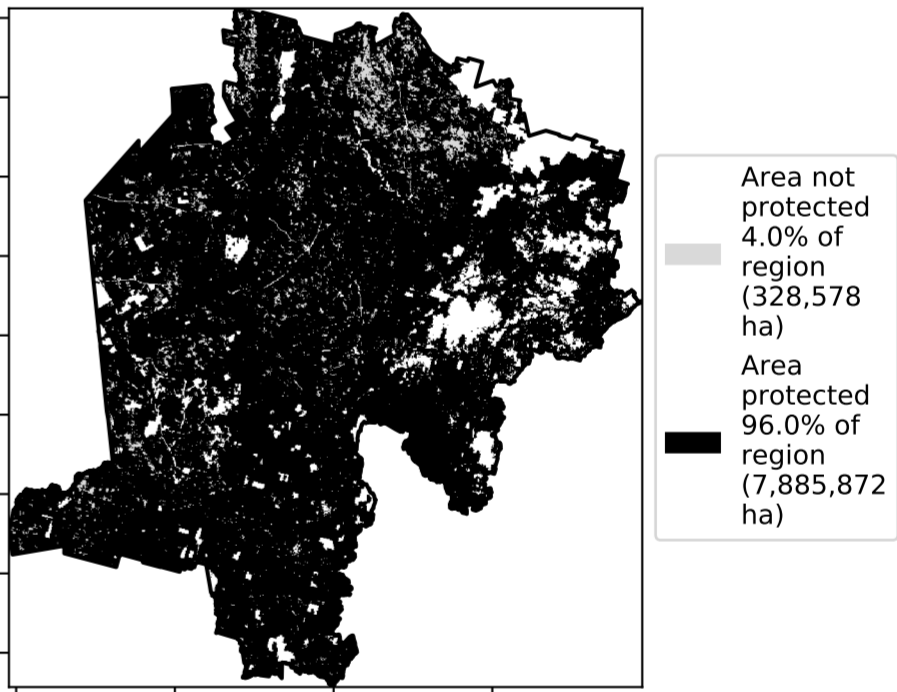 Area not
protected
4.0% of
region
(328,578
ha)
Area
protected
96.0% of
region
(7,885,872
ha)